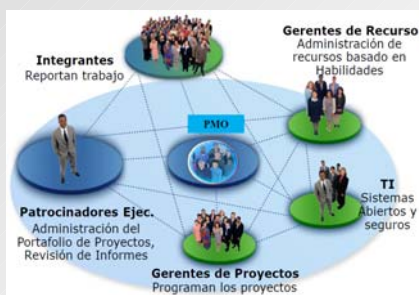 Integrantes
Reportan trabajo
Gerentes de Recurso
Administración de
recursos basado en
Habilidades
PMO
Patrocinadores Ejec.
Administración del
Portafolio de Proyectos,
Revisión de Informes
TI
Sistemas
Abiertos y
seguros
Gerentes de Proyectos
Programan los proyectos